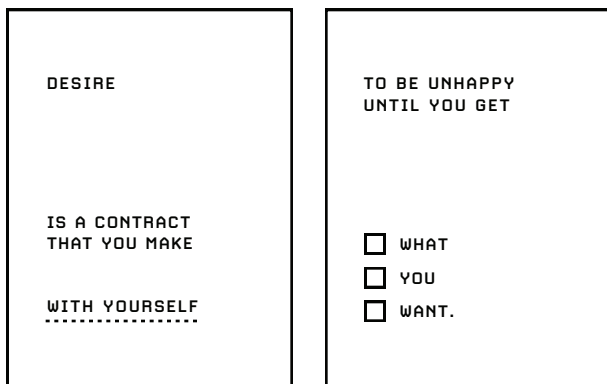 DESIRE
IS A CONTRACT
THAT YOU MAKE
WITH YOURSELF
TO BE UNHAPPY
UNTIL YOU GET
WHAT
YOU
WANT.